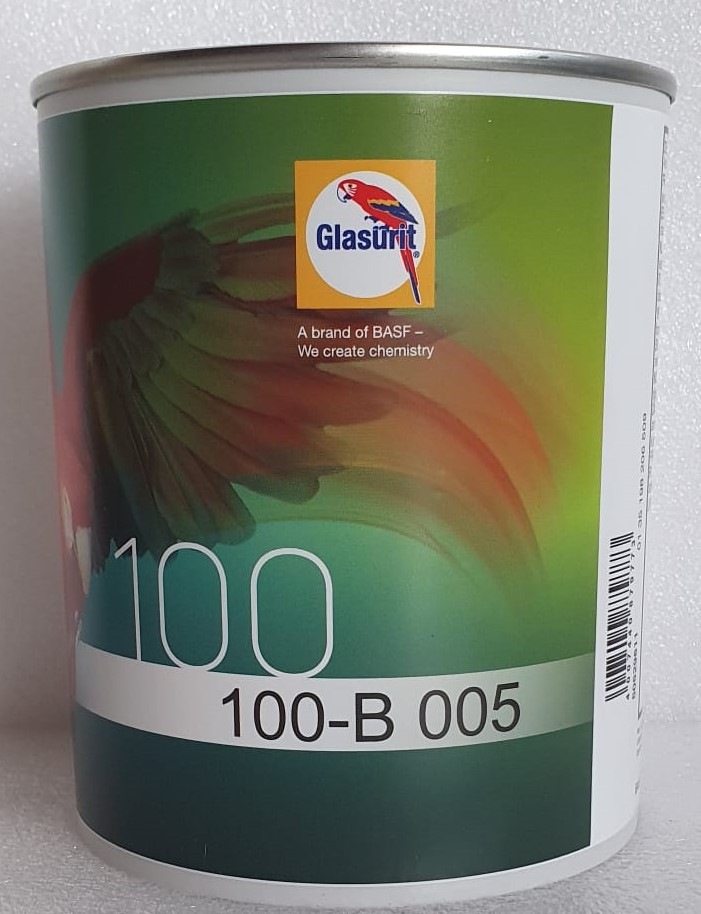 Glasurit®
A brand of BASF –
We create chemistry
100
100-B 005